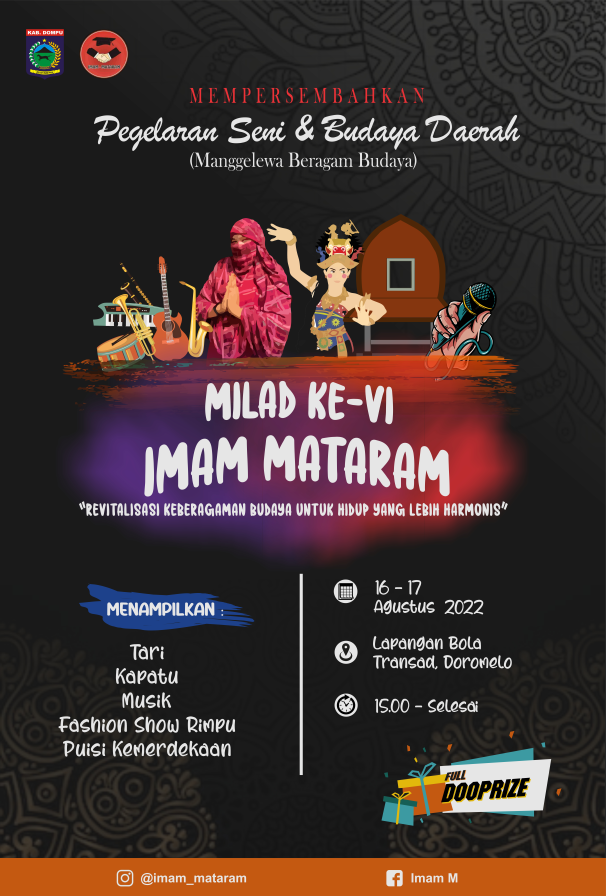 KAB. DOMPU
MEMPERSEMBAHKAN
Pegelaran Seni & Budaya Daerah
(Manggelewa Beragam Budaya)
MILAD KE-VI
IMAM MATARAM
"REVITALISASI KEBERAGAMAN BUDAYA UNTUK HIDUP YANG LEBIH HARMONIS"
MENAMPILKAN :
Tari
Kapatu
Musik
Fashion Show Rimpu
Puisi Kemerdekaan
16 - 17
Agustus 2022
Lapangan Bola
Transad, Doromelo
15.00 - Selesai
FULL
DOOPRIZE
@imam_mataram
Imam M